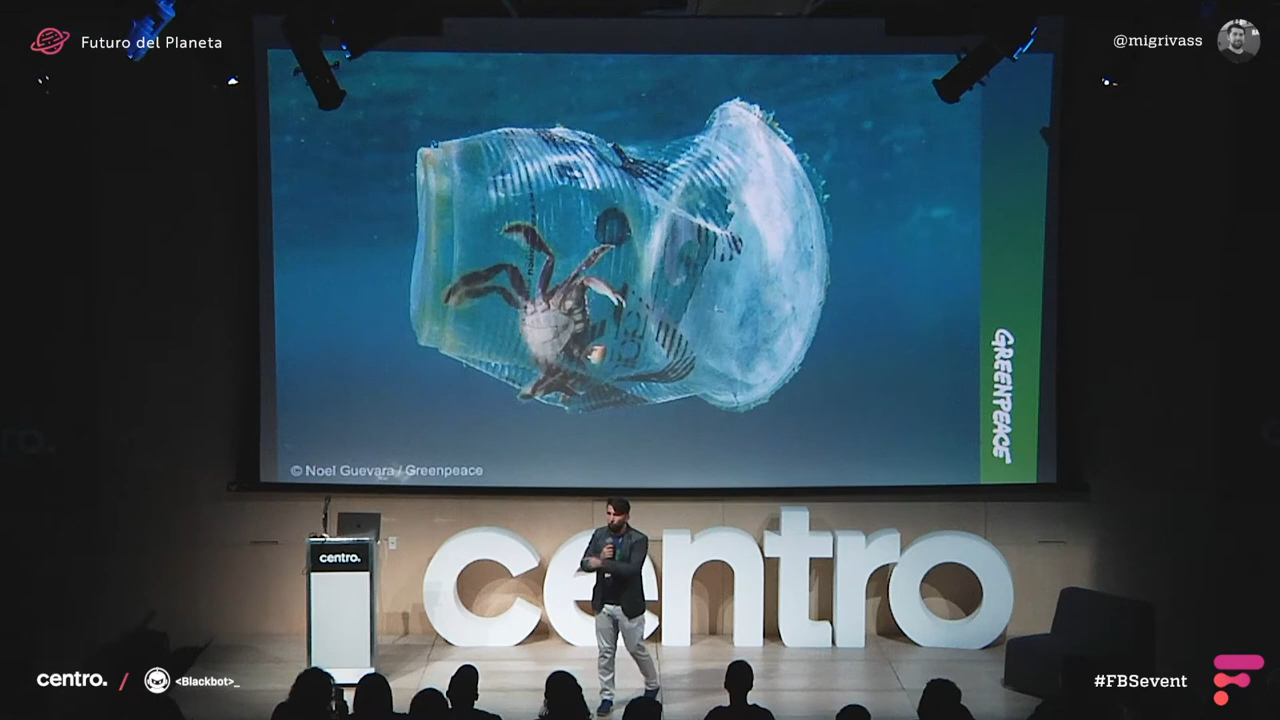 Futuro del Planeta
@migrivass
GREENPEACE
© Noel Guevara / Greenpeace
centro.
centro
centro. / <Blackbot>_
#FBSevent